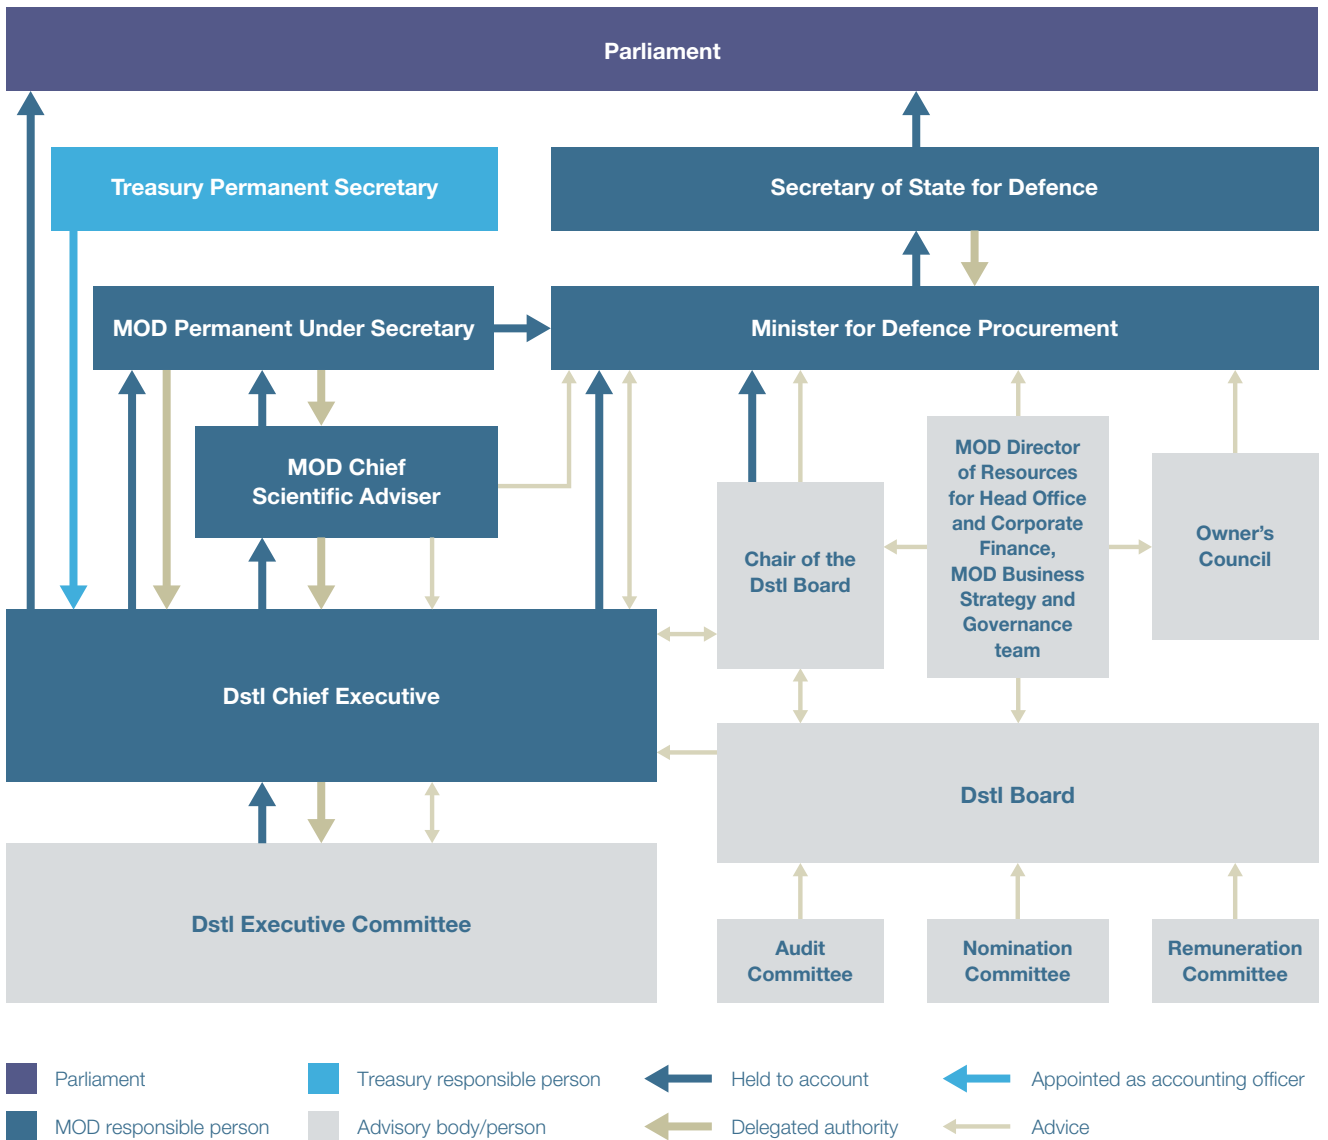 Parliament
Treasury Permanent Secretary
Secretary of State for Defence
MOD Permanent Under Secretary
Minister for Defence Procurement
MOD Chief
Scientific Adviser
MOD Director
of Resources
for Head Office
and Corporate
Finance,
MOD Business
Strategy and
Governance
team
Chair of the
Dstl Board
Owner's
Council
Dstl Chief Executive
Dstl Board
Dstl Executive Committee
Audit
Committee
Nomination
Committee
Remuneration
Committee
Parliament
Treasury responsible person
Held to account
Appointed as accounting officer
MOD responsible person
Advisory body/person
Delegated authority
Advice